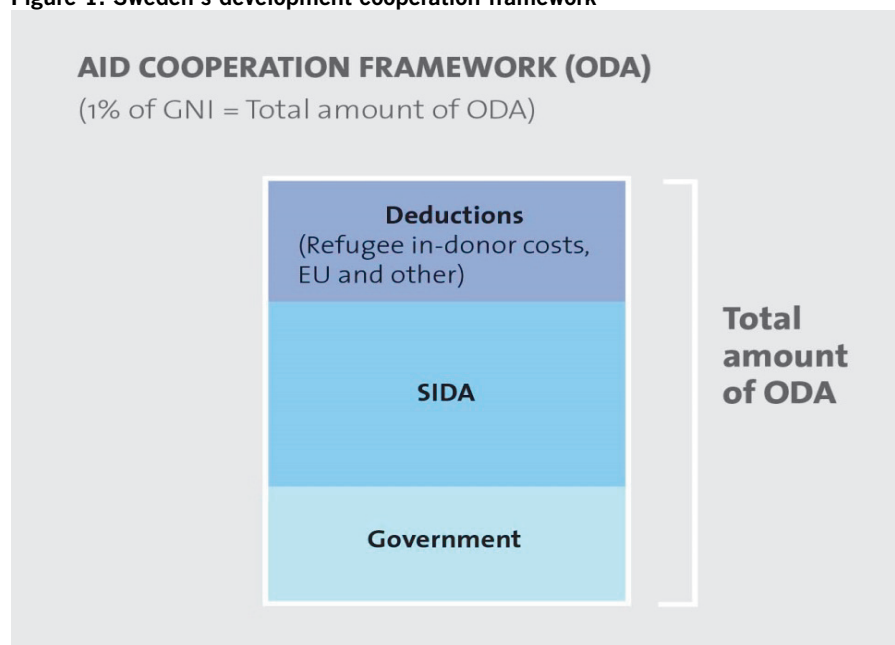 Figure 1: Sweden's development cooperation framework
AID COOPERATION FRAMEWORK (ODA)
(1% of GNI = Total amount of ODA)
Deductions
(Refugee in-donor costs,
EU and other)
SIDA
Government
Total
amount
of ODA